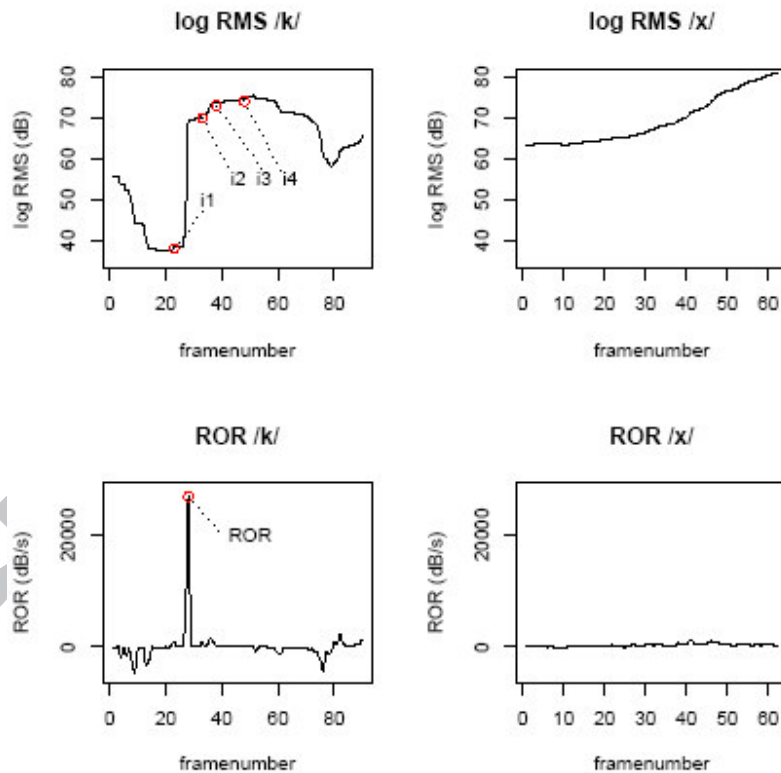 log RMS /k/
log RMS (dB)
80
70
60
50
40
i1
i2
i3
i4
0
20
40
60
80
framenumber
log RMS /x/
log RMS (dB)
80
70
60
50
40
0
10
20
30
40
50
60
framenumber
ROR /k/
ROR (dB/s)
20000
0
ROR
0
20
40
60
80
framenumber
ROR /x/
ROR (dB/s)
20000
0
0
10
20
30
40
50
60
framenumber